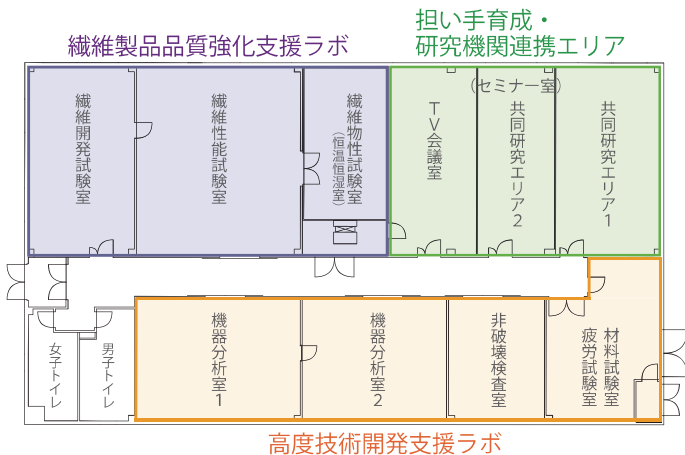 繊維製品品質強化支援ラボ
担い手育成・
研究機関連携エリア
繊維開発試験室
繊維性能試験室
繊維物性試験室
（恒温恒湿室）
TV会議室
（セミナー室）
共同研究エリア2
共同研究エリア1
女子トイレ
男子トイレ
機器分析室1
機器分析室2
非破壊検査室
材料試験室
疲労試験室
高度技術開発支援ラボ